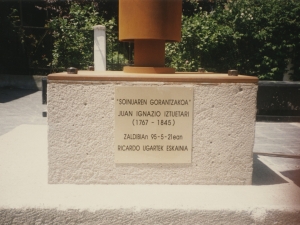 "SOINUAREN GORANTZAKOA"
JUAN IGNAZIO IZTUETARI
(1767 - 1845)
ZALDIBIAn 95-5-21ean
RICARDO UGARTEK ESKAINIA